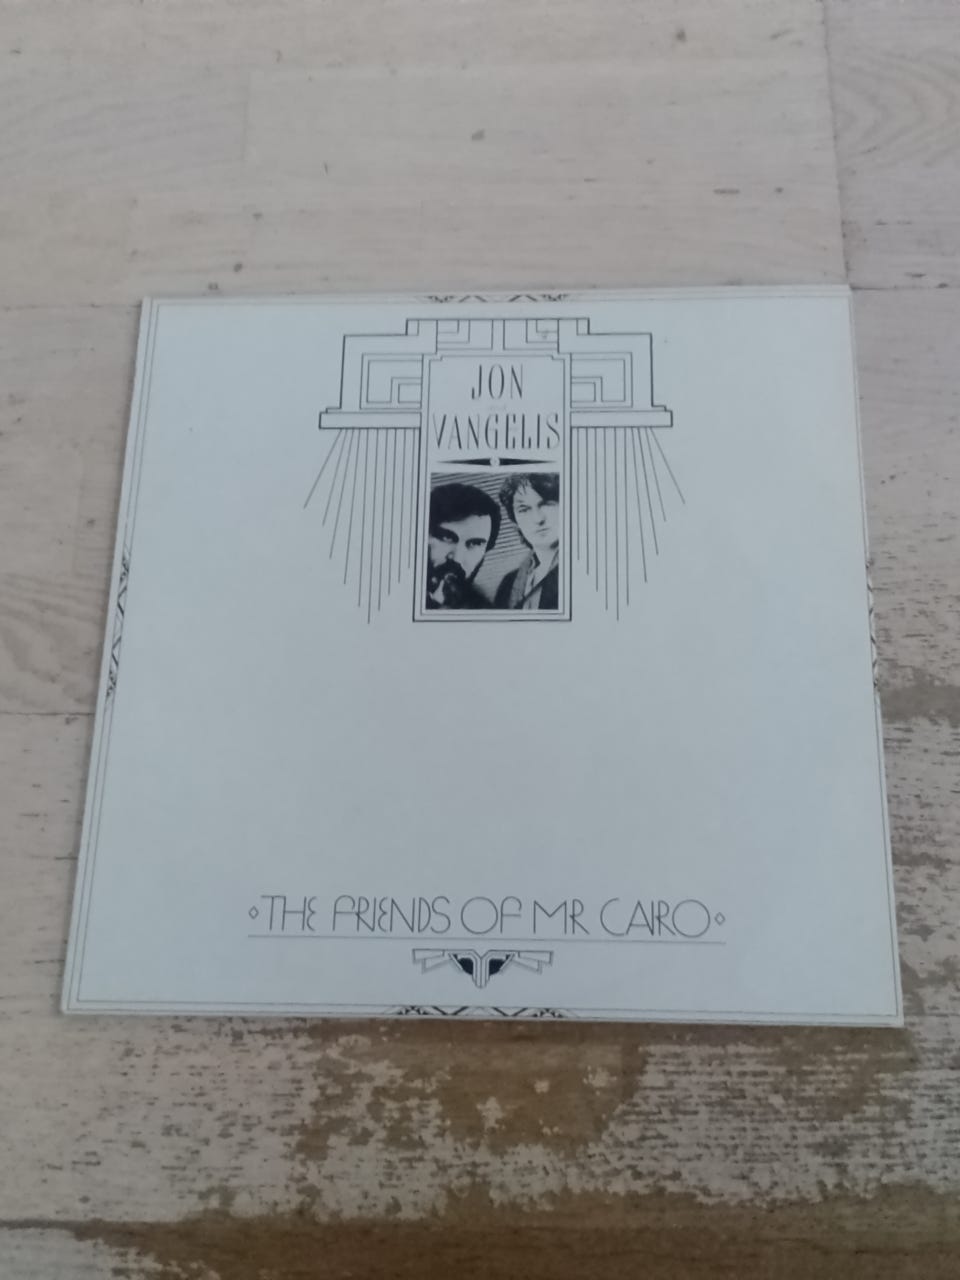 JON
VANGELIS
THE FRIENDS OF MR CAIRO